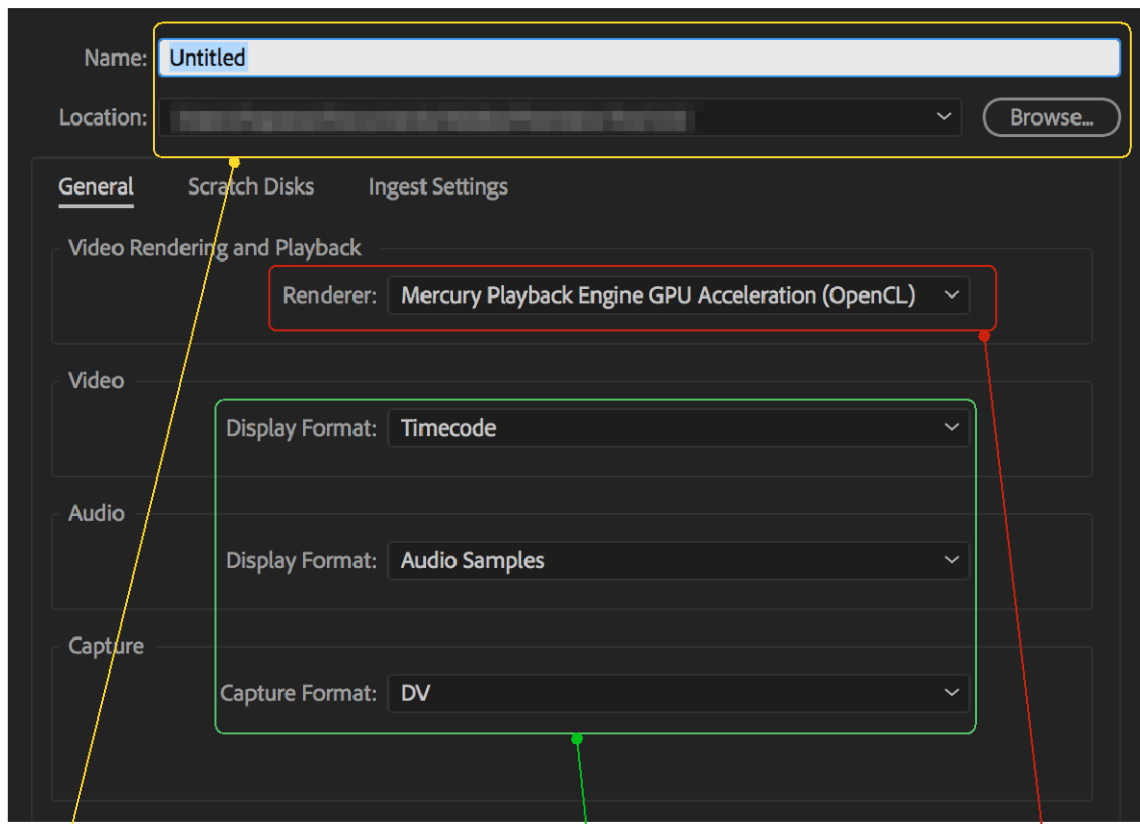 Name: Untitled
Location: Browse...
General Scratch Disks Ingest Settings
Video Rendering and Playback
Renderer: Mercury Playback Engine GPU Acceleration (OpenCL)
Video
Display Format: Timecode
Audio
Display Format: Audio Samples
Capture
Capture Format: DV